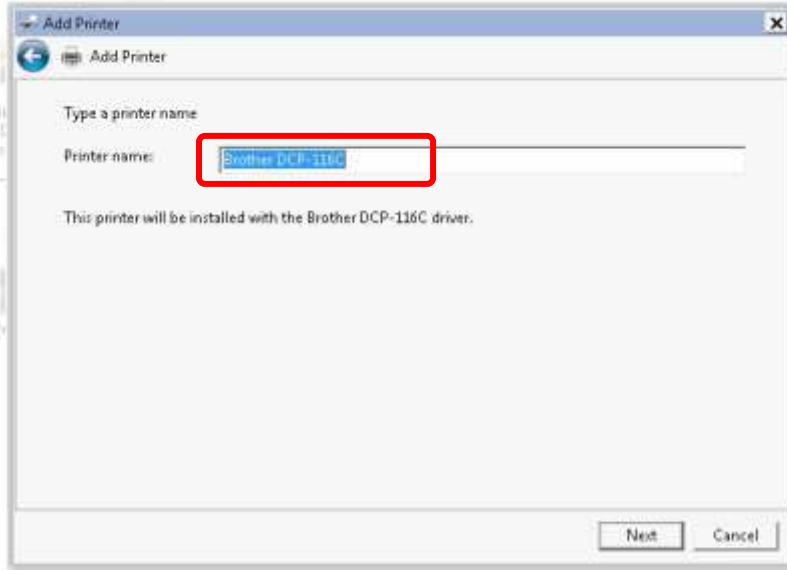 Add Printer
Add Printer
Type a printer name
Printer name: Brother DCP-116C
This printer will be installed with the Brother DCP-116C driver.
Next Cancel